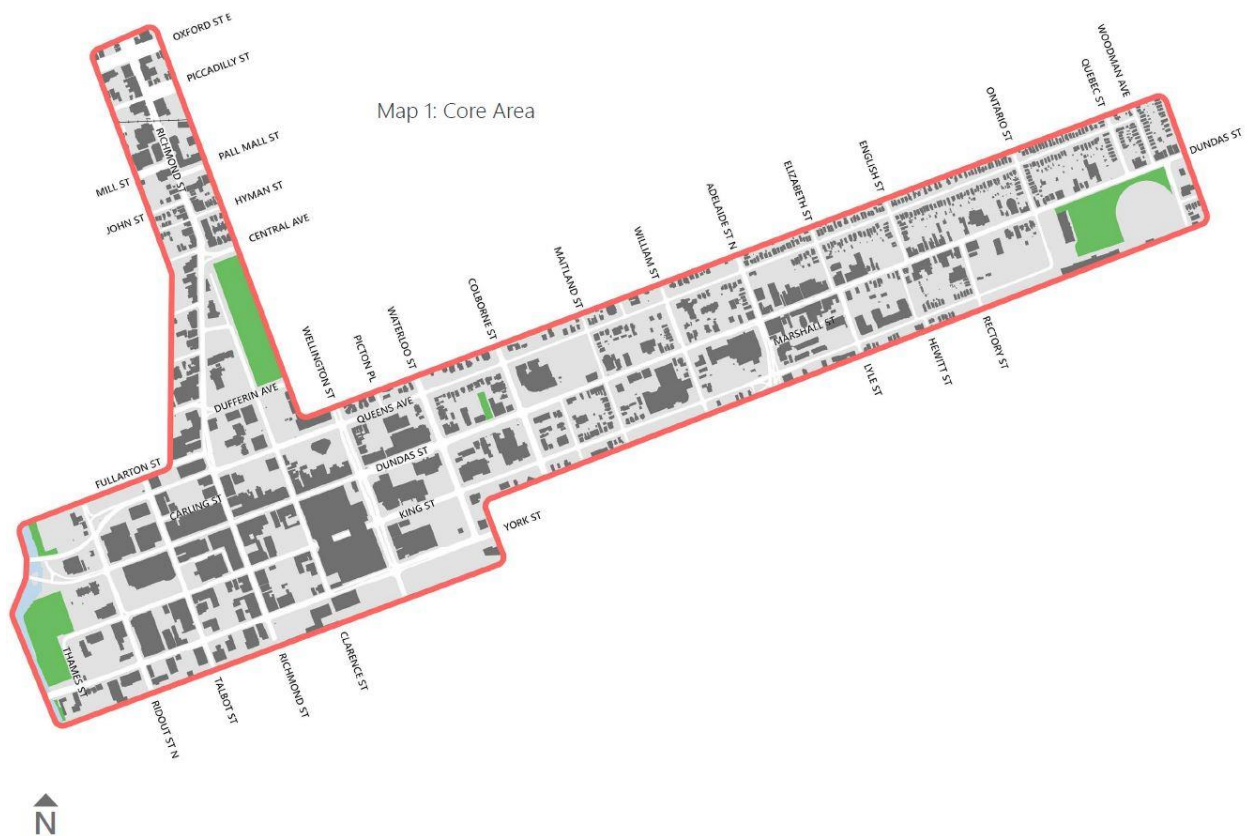 OXFORD ST E
PICCADILLY ST
Map 1: Core Area
RICHMOND ST
PALL MALL ST
MILL ST
HYMAN ST
JOHN ST
CENTRAL AVE
WOODMAN AVE
QUEBEC ST
ONTARIO ST
DUNDAS ST
ENGLISH ST
ELIZABETH ST
ADELAIDE ST N
WILLIAM ST
MAITLAND ST
COLBORNE ST
WATERLOO ST
PICTON PL
WELLINGTON ST
MARSHALL ST
RECTORY ST
HEWITT ST
LYLE ST
DUFFERIN AVE
QUEENS AVE
DUNDAS ST
FULLARTON ST
CARLING ST
KING ST
YORK ST
THAMES ST
CLARENCE ST
RICHMOND ST
TALBOT ST
RIDOUT ST N
N